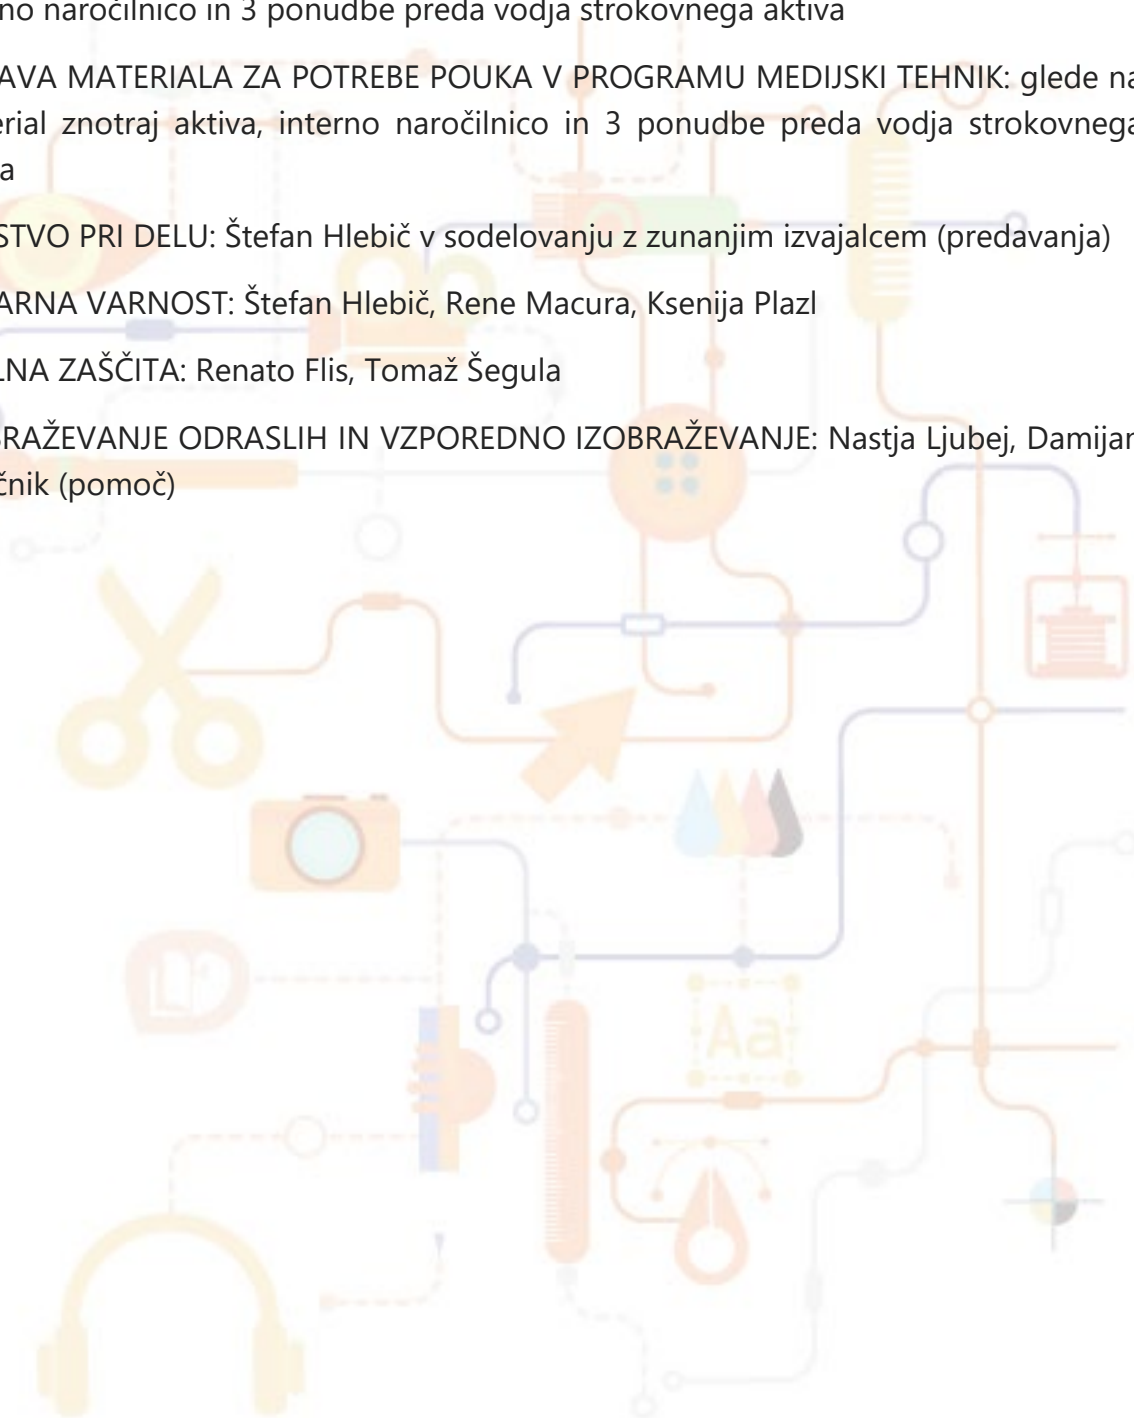 no naročilnico in 3 ponudbe preda vodja strokovnega aktiva
AVA MATERIALA ZA POTREBE POUKA V PROGRAMU MEDIJSKI TEHNIK: glede na
erial znotraj aktiva, interno naročilnico in 3 ponudbe preda vodja strokovnega
a
STVO PRI DELU: Štefan Hlebič v sodelovanju z zunanjim izvajalcem (predavanja)
ARNA VARNOST: Štefan Hlebič, Rene Macura, Ksenija Plazl
LNA ZAŠČITA: Renato Flis, Tomaž Šegula
BRAŽEVANJE ODRASLIH IN VZPOREDNO IZOBRAŽEVANJE: Nastja Ljubej, Damijan
čnik (pomoč)
Aa